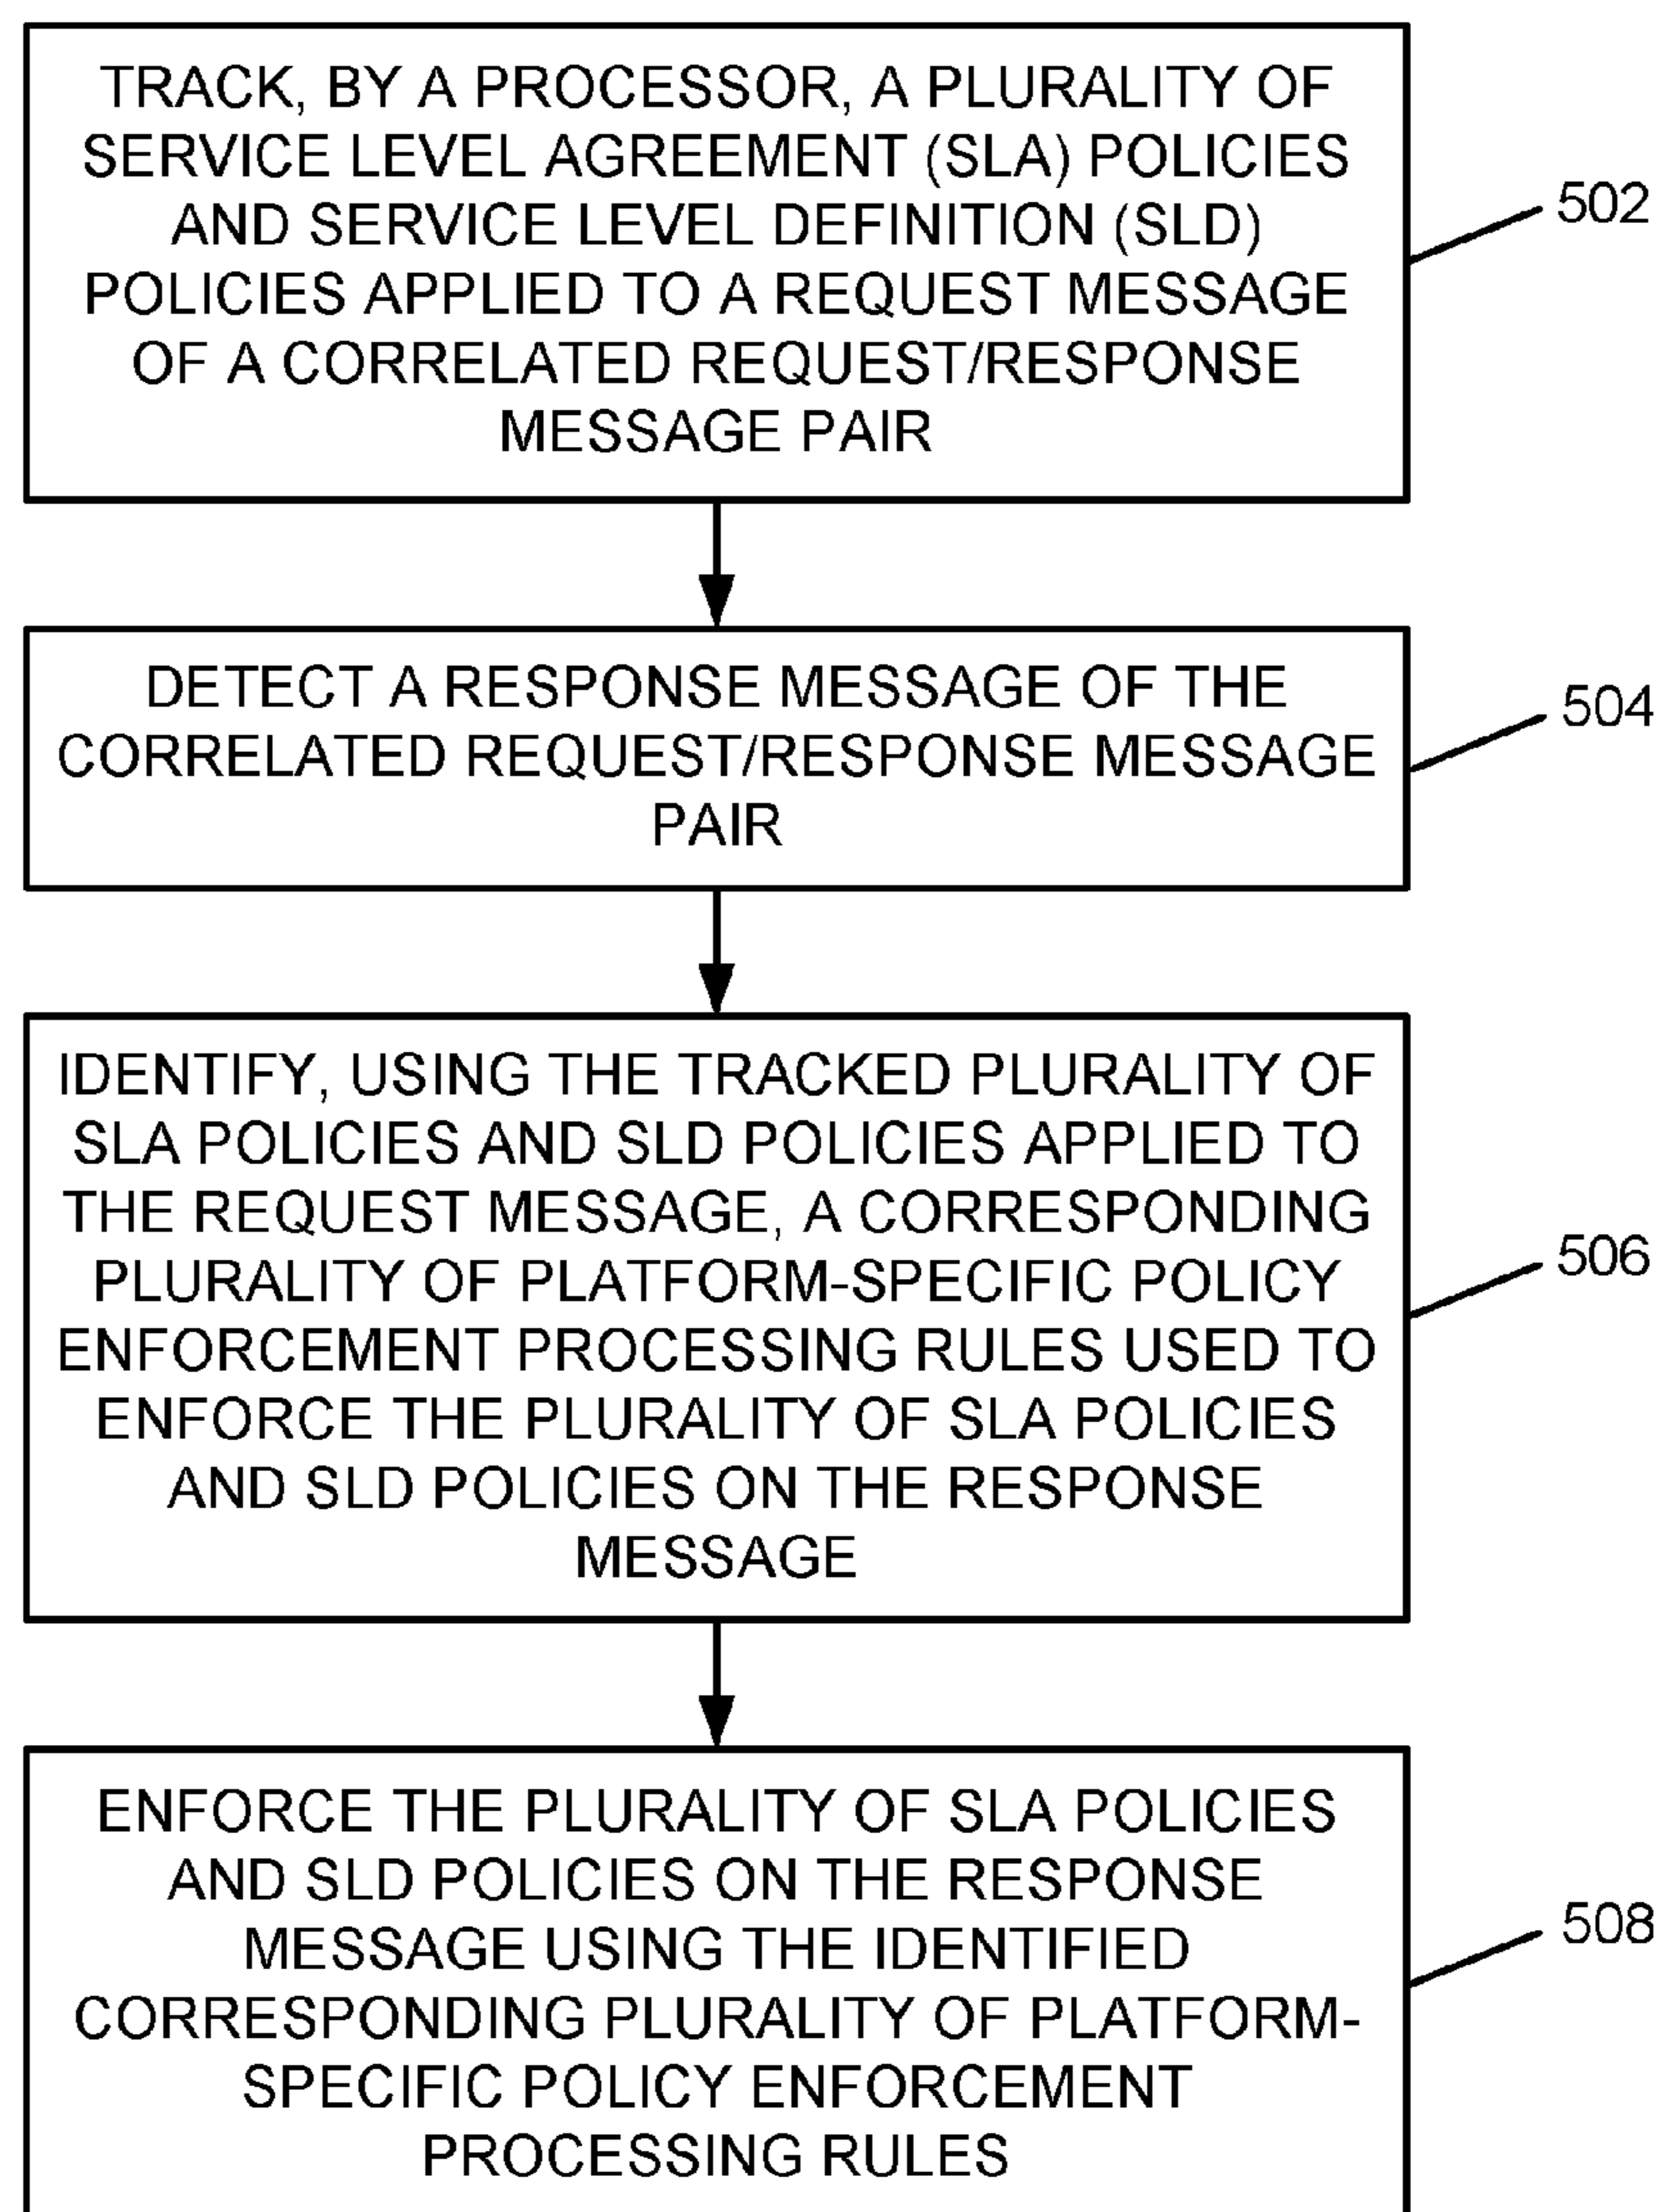 TRACK, BY A PROCESSOR, A PLURALITY OF
SERVICE LEVEL AGREEMENT (SLA) POLICIES
AND SERVICE LEVEL DEFINITION (SLD)
POLICIES APPLIED TO A REQUEST MESSAGE
OF A CORRELATED REQUEST/RESPONSE
MESSAGE PAIR
502
DETECT A RESPONSE MESSAGE OF THE
CORRELATED REQUEST/RESPONSE MESSAGE
PAIR
504
IDENTIFY, USING THE TRACKED PLURALITY OF
SLA POLICIES AND SLD POLICIES APPLIED TO
THE REQUEST MESSAGE, A CORRESPONDING
PLURALITY OF PLATFORM-SPECIFIC POLICY
ENFORCEMENT PROCESSING RULES USED TO
ENFORCE THE PLURALITY OF SLA POLICIES
AND SLD POLICIES ON THE RESPONSE
MESSAGE
506
ENFORCE THE PLURALITY OF SLA POLICIES
AND SLD POLICIES ON THE RESPONSE
MESSAGE USING THE IDENTIFIED
CORRESPONDING PLURALITY OF PLATFORM-
SPECIFIC POLICY ENFORCEMENT
PROCESSING RULES
508